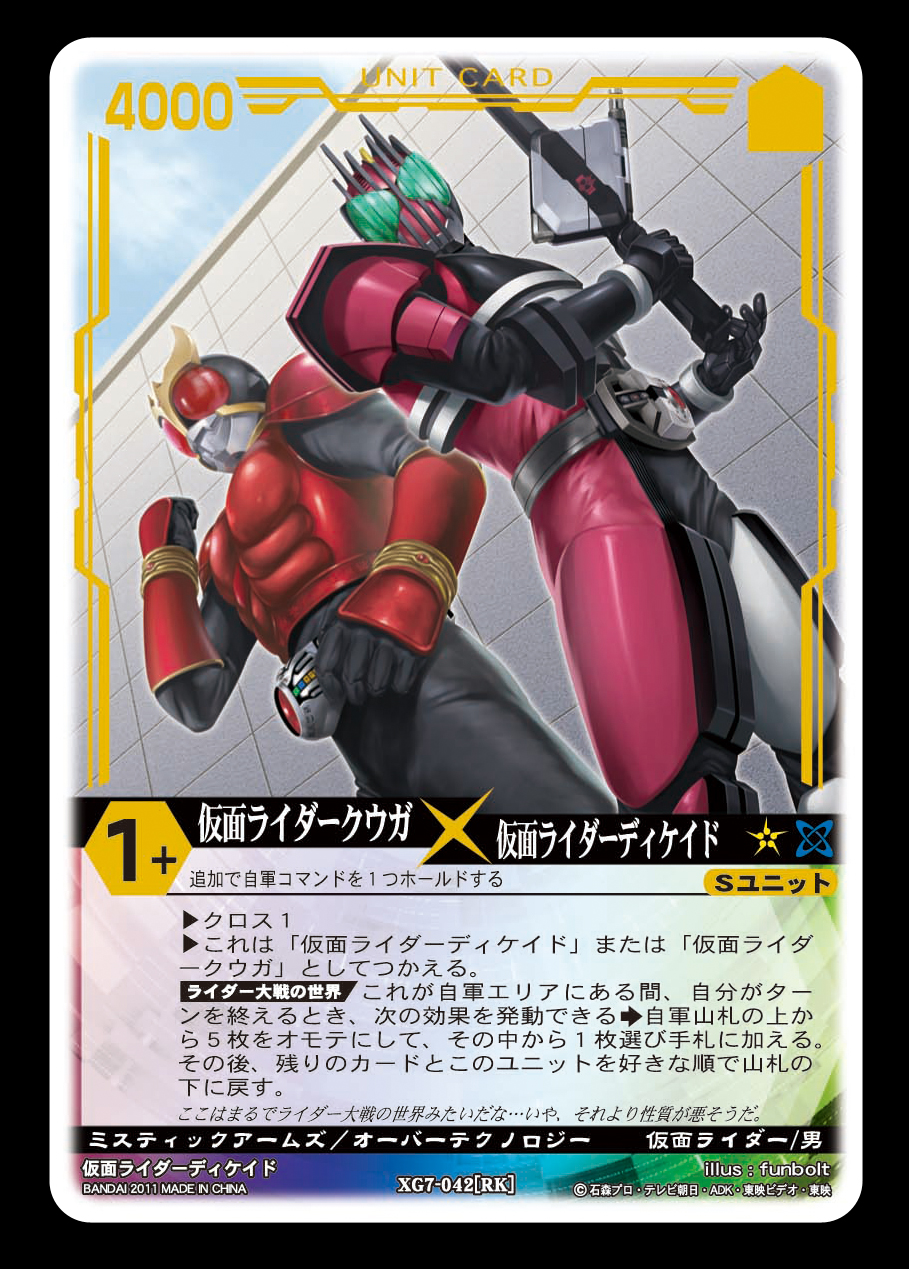 UNIT CARD
4000
仮面ライダークウガ
仮面ライダーディケイド
1+
追加で自軍コマンドを1つホールドする
Sユニット
▶クロス1
▶これは「仮面ライダーディケイド」または「仮面ライダ
ークウガ」としてつかえる。
ライダー大戦の世界 これが自軍エリアにある間、自分がター
ンを終えるとき、次の効果を発動できる➡自軍山札の上か
ら5枚をオモテにして、その中から1枚選び手札に加える。
その後、残りのカードとこのユニットを好きな順で山札の
下に戻す。
ここはまるでライダー大戦の世界みたいだな…いや、それより性質が悪そうだ。
ミスティックアームズ/オーバーテクノロジー 仮面ライダー/男
仮面ライダーディケイド
illus : funbolt
BANDAI 2011 MADE IN CHINA
XG7-042[RK]
©石森プロ・テレビ朝日・ADK・東映ビデオ・東映